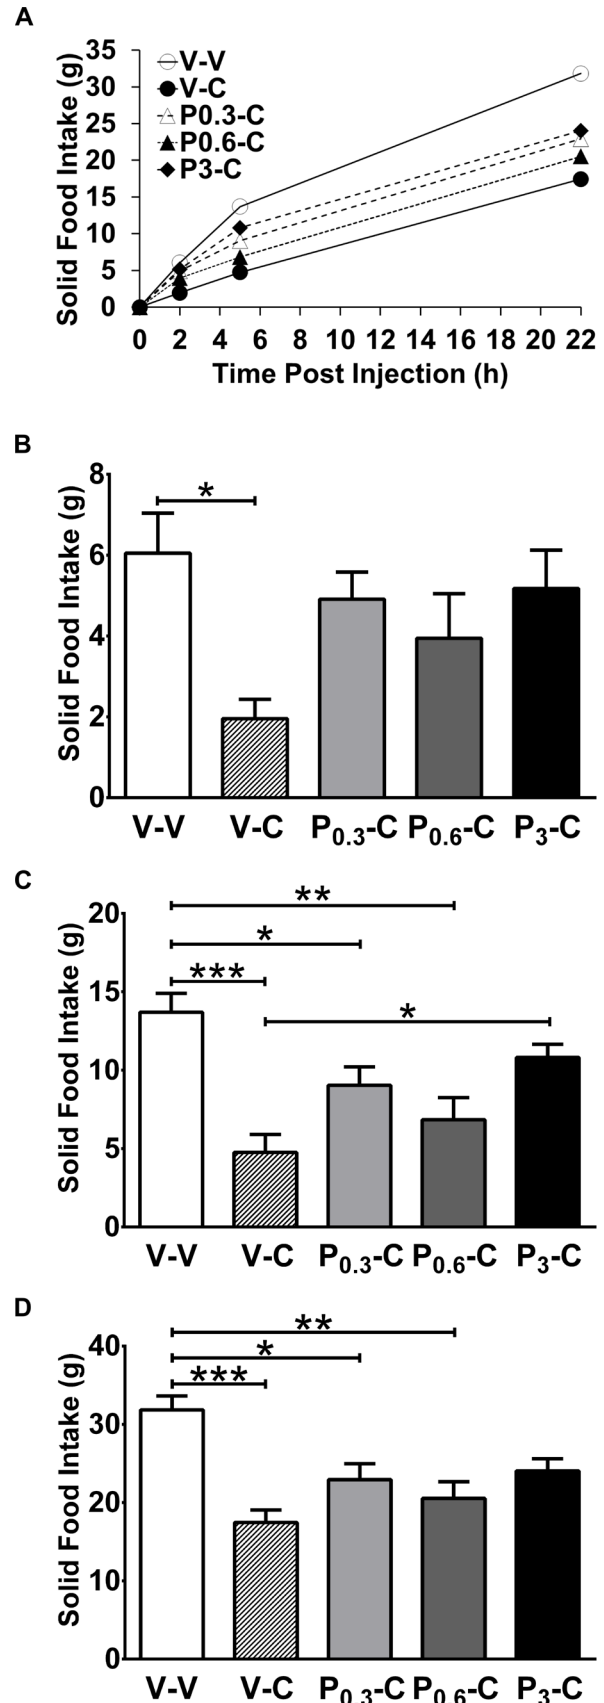 A
Solid Food Intake (g)
35
30
25
20
15
10
5
0
V-V
V-C
P0.3-C
P0.6-C
P3-C
0 2 4 6 8 10 12 14 16 18 20 22
Time Post Injection (h)
B
Solid Food Intake (g)
8
6
4
2
0
*
V-V V-C P0.3-C P0.6-C P3-C
C
Solid Food Intake (g)
20
15
10
5
0
**
*
***
*
V-V V-C P0.3-C P0.6-C P3-C
D
Solid Food Intake (g)
40
30
20
10
0
**
*
***
V-V V-C P0.3-C P0.6-C P3-C